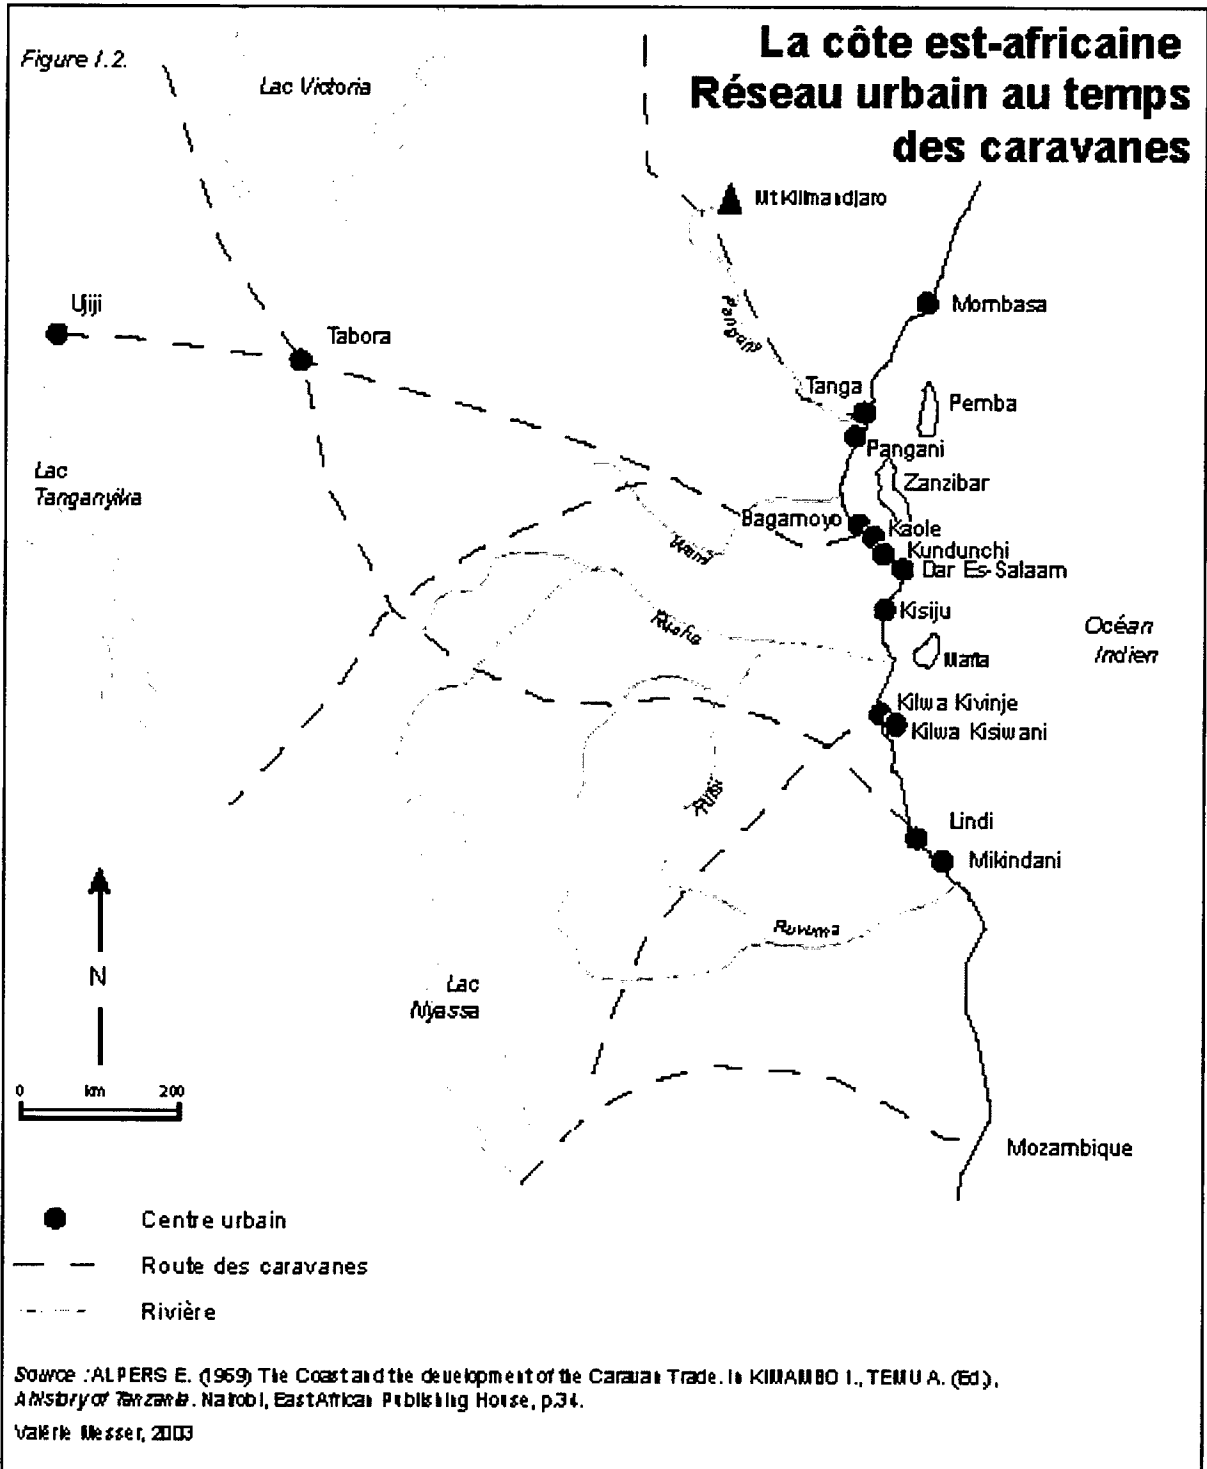 Figure I.2.
La côte est-africaine
Réseau urbain au temps
des caravanes
Lac Victoria
Mt Kilimandjaro
Ujiji
Tabora
Mombasa
Pangani
Tanga
Pemba
Pangani
Lac
Tanganyika
Zanzibar
Bagamoyo
Kaole
Wami
Kundunchi
Dar Es-Salaam
Kisiju
Ruaha
Océan
Indien
Mafia
Kilwa Kivinje
Kilwa Kisiwani
Rufiji
Lindi
Mikindani
Ruvuma
N
Lac
Nyassa
0 km 200
Mozambique
Centre urbain
Route des caravanes
Rivière
Source : ALPERS E. (1969) The Coast and the development of the Caravan Trade. In KIMAMBO I., TEMU A. (Ed.),
A history of Tanzania. Nairobi, East African Publishing House, p.34.
Valérie Messer, 2003